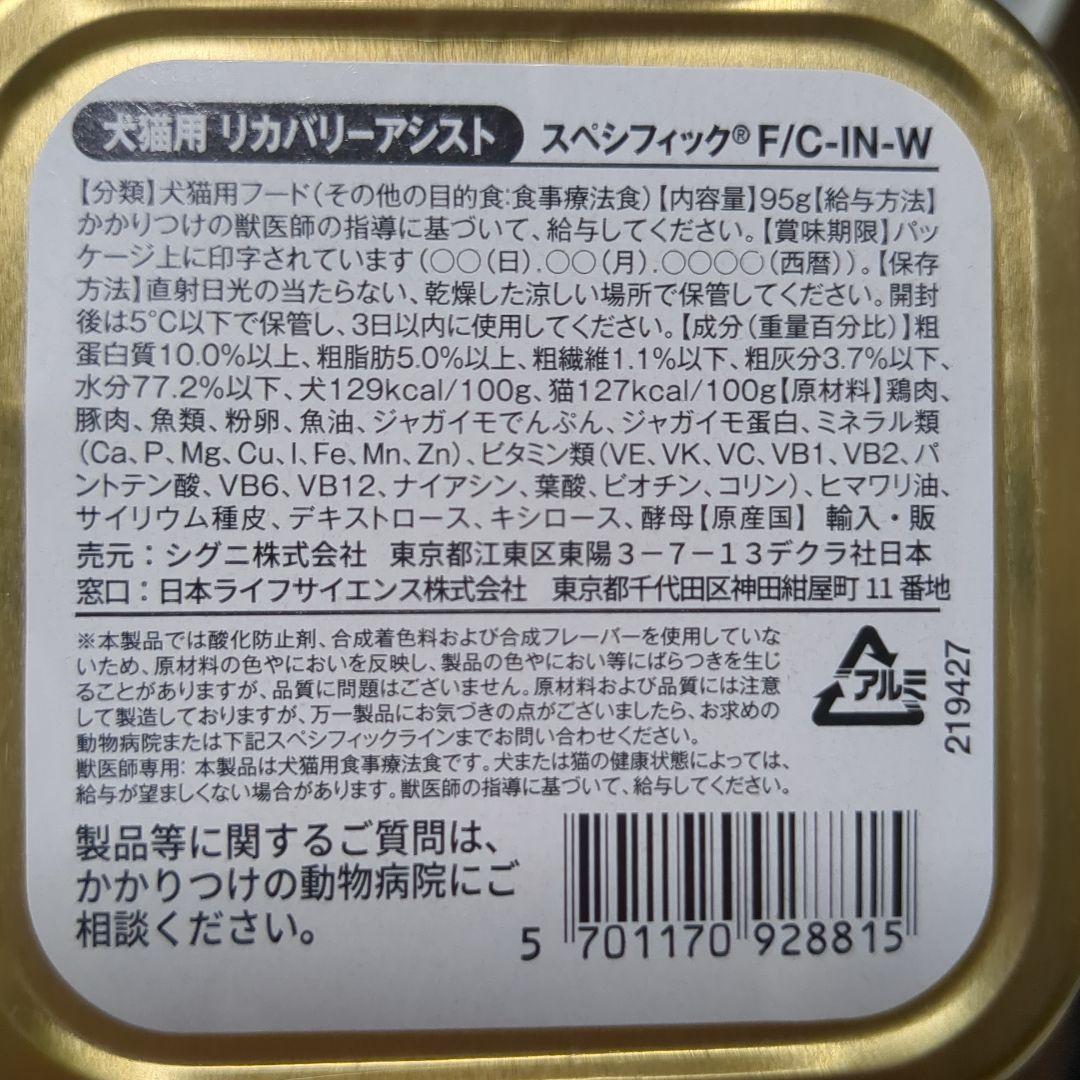 犬猫用 リカバリーアシスト スペシフィック® F/C-IN-W
【分類】犬猫用フード(その他の目的食:食事療法食)【内容量】95g【給与方法】
かかりつけの獣医師の指導に基づいて、給与してください。【賞味期限】パッ
ケージ上に印字されています(○○(日).○○(月).○○○○(西暦))。【保存
方法】直射日光の当たらない、乾燥した涼しい場所で保管してください。開封
後は5℃以下で保管し、3日以内に使用してください。【成分(重量百分比)】粗
蛋白質10.0%以上、粗脂肪5.0%以上、粗繊維1.1%以下、粗灰分3.7%以下、
水分77.2%以下、犬129kcal/100g、猫127kcal/100g【原材料】鶏肉、
豚肉、魚類、粉卵、魚油、ジャガイモでんぷん、ジャガイモ蛋白、ミネラル類
(Ca、P、Mg、Cu、I、Fe、Mn、Zn)、ビタミン類(VE、VK、VC、VB1、VB2、パ
ントテン酸、VB6、VB12、ナイアシン、葉酸、ビオチン、コリン)、ヒマワリ油、
サイリウム種皮、デキストロース、キシロース、酵母【原産国】 輸入・販
売元：シグニ株式会社 東京都江東区東陽3-7-13デクラ社日本
窓口：日本ライフサイエンス株式会社 東京都千代田区神田紺屋町 11 番地
※本製品では酸化防止剤、合成着色料および合成フレーバーを使用していな
いため、原材料の色やにおいを反映し、製品の色やにおい等にばらつきを生じ
ることがありますが、品質に問題はございません。原材料および品質には注意
して製造しておりますが、万一製品にお気づきの点がございましたら、お求めの
動物病院または下記スペシフィックラインまでお問い合わせください。
獣医師専用: 本製品は犬猫用食事療法食です。犬または猫の健康状態によっては、
給与が望ましくない場合があります。獣医師の指導に基づいて、給与してください。
アルミ
219427
製品等に関するご質問は、
かかりつけの動物病院にご
相談ください。
5 701170 928815